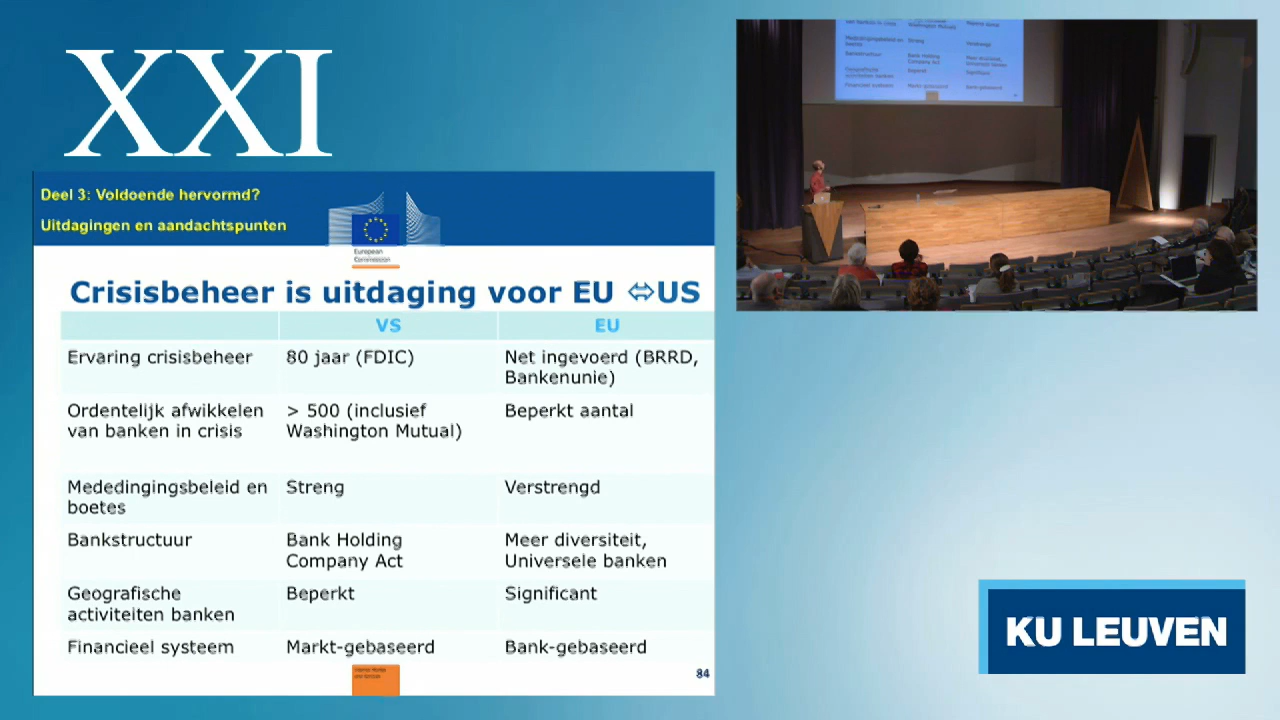 XXI
Deel 3: Voldoende hervormd?
Uitdagingen en aandachtspunten
European
Commission
Crisisbeheer is uitdaging voor EU ⇔US
VS EU
Ervaring crisisbeheer 80 jaar (FDIC) Net ingevoerd (BRRD,
Bankenunie)
Ordentelijk afwikkelen > 500 (inclusief Beperkt aantal
van banken in crisis Washington Mutual)
Mededingingsbeleid en Streng Verstrengd
boetes
Bankstructuur Bank Holding Meer diversiteit,
Company Act Universele banken
Geografische Beperkt Significant
activiteiten banken
Financieel systeem Markt-gebaseerd Bank-gebaseerd
84
KU LEUVEN